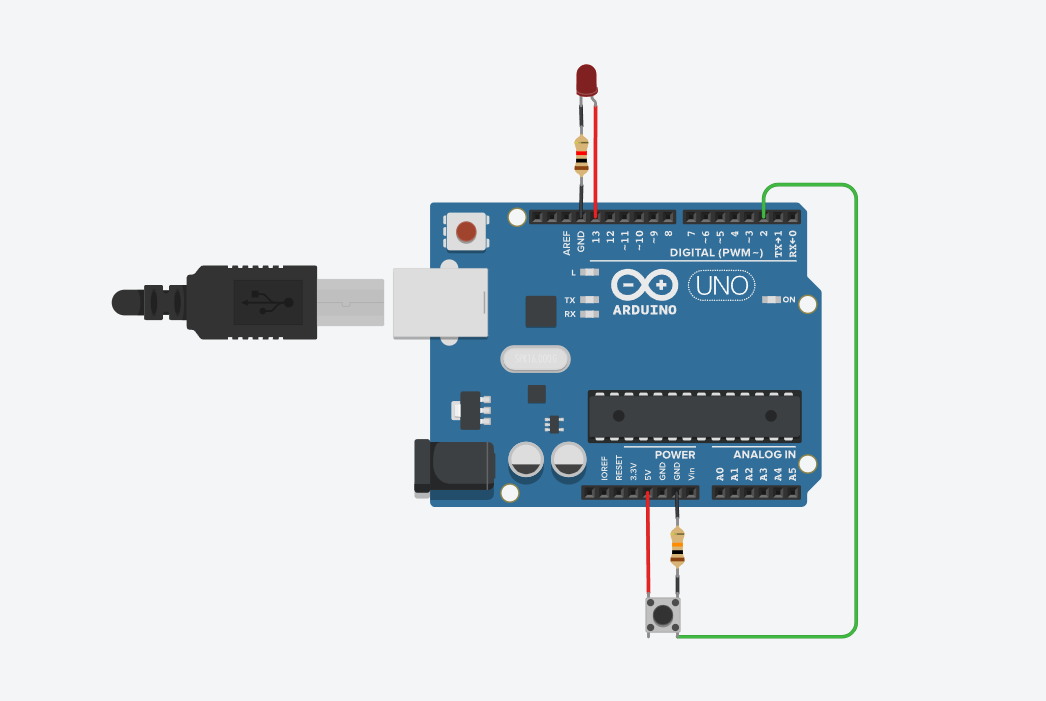 AREF
GND
13
12
~11
~10
~9
8
7
~6
~5
4
~3
2
TX→1
RX←0
DIGITAL (PWM~)
L
TX
RX
UNO
ARDUINO
ON
POWER
ANALOG IN
IOREF
RESET
3.3V
5V
GND
GND
Vin
A0
A1
A2
A3
A4
A5